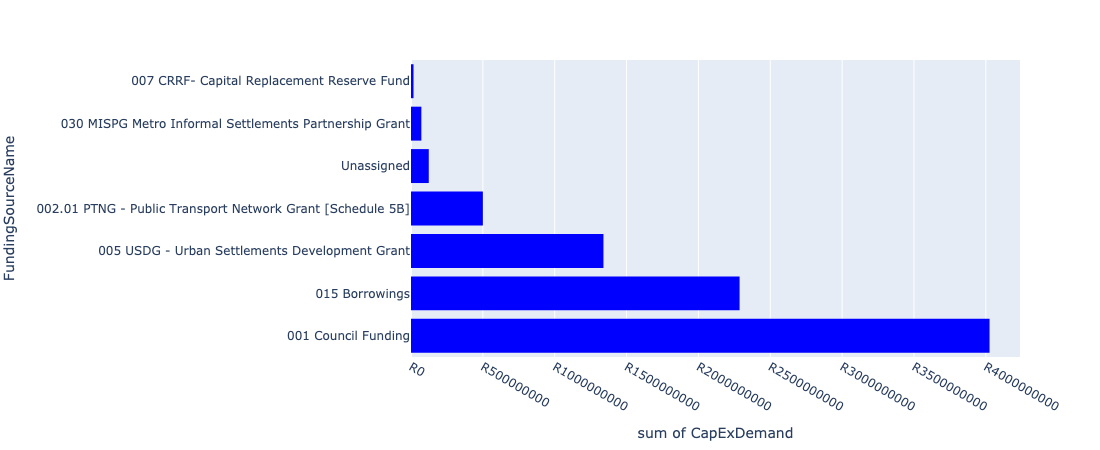 007 CRRF- Capital Replacement Reserve Fund
030 MISPG Metro Informal Settlements Partnership Grant
Unassigned
002.01 PTNG - Public Transport Network Grant [Schedule 5B]
005 USDG - Urban Settlements Development Grant
015 Borrowings
001 Council Funding
FundingSourceName
R0
R500000000
R1000000000
R1500000000
R2000000000
R2500000000
R3000000000
R3500000000
R4000000000
sum of CapExDemand